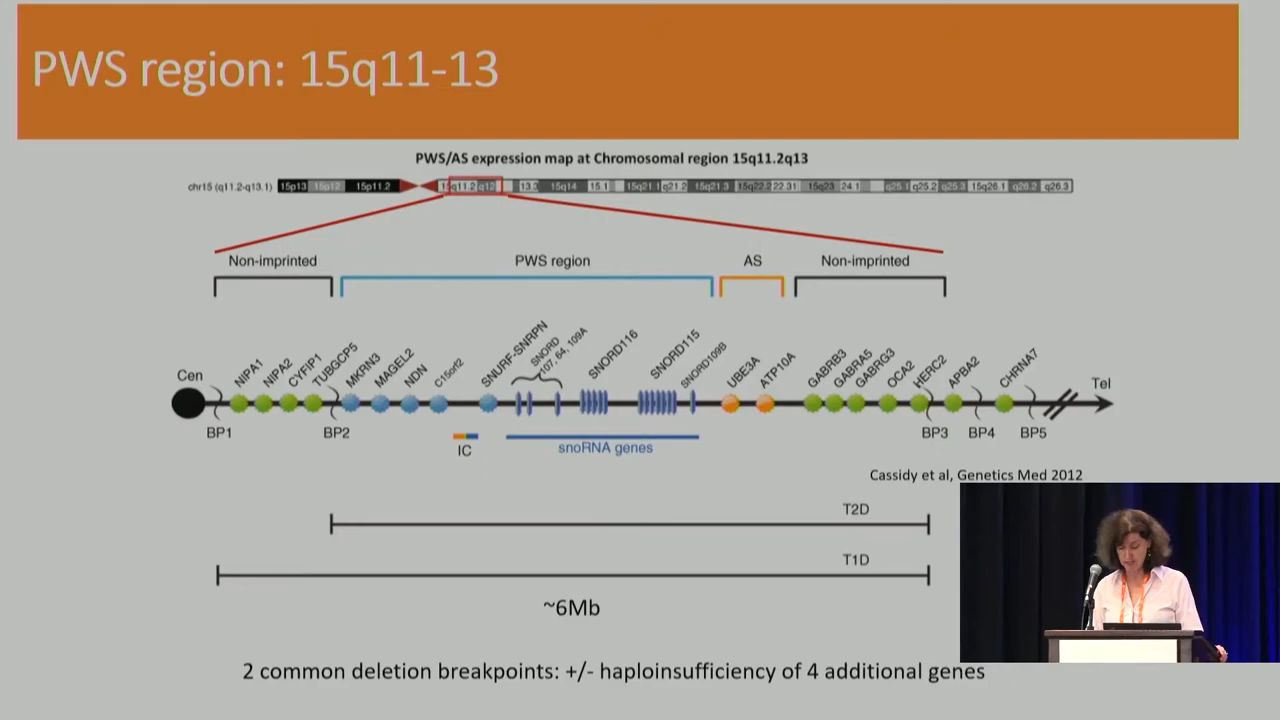 PWS region: 15q11-13
PWS/AS expression map at Chromosomal region 15q11.2q13
chr15 (q11.2-q13.1) 15p13 15p12 15p11.2 15q11.2 q12 13.3 15q14 15.1 15q21.1 q21.2 15q21.3 15q22.2 22.31 15q23 24.1 q25.1 q25.2 q25.3 15q26.1 q26.2 q26.3
Non-imprinted PWS region AS Non-imprinted
NIPA1 NIPA2 CYFIP1 TUBGCP5 MKRN3 MAGEL2 NDN C15orf2 SNURF-SNRPN SNORD 107, 64, 109A SNORD116 SNORD115 SNORD109B UBE3A ATP10A GABRB3 GABRA5 GABRG3 OCA2 HERC2 APBA2 CHRNA7
Cen Tel
BP1 BP2 BP3 BP4 BP5
IC snoRNA genes
Cassidy et al, Genetics Med 2012
T2D
T1D
~6Mb
2 common deletion breakpoints: +/- haploinsufficiency of 4 additional genes